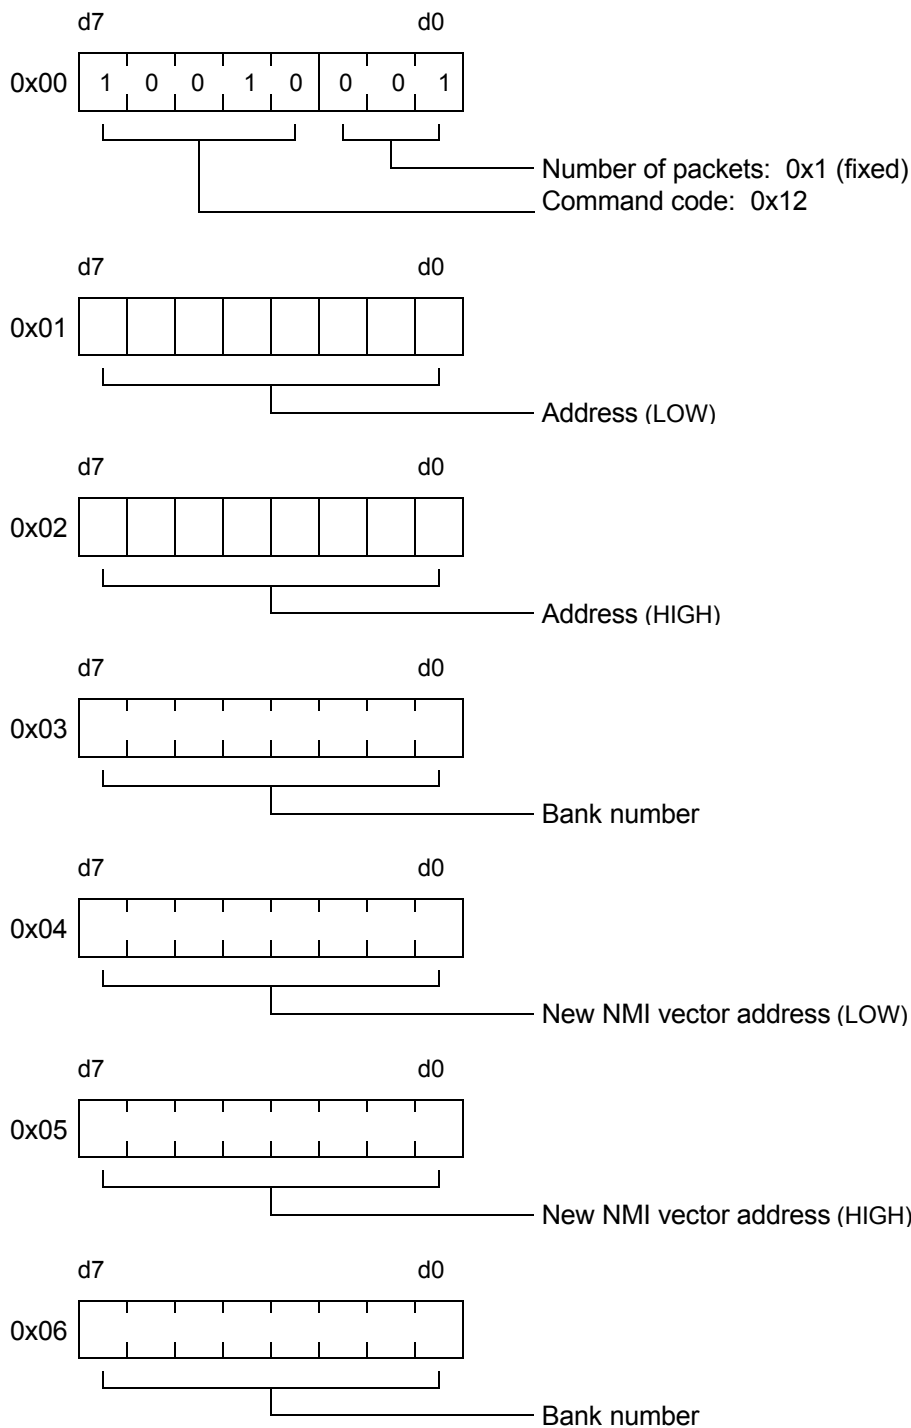 d7 d0
0x00 1 0 0 1 0 0 0 1
Number of packets: 0x1 (fixed)
Command code: 0x12
d7 d0
0x01
Address (LOW)
d7 d0
0x02
Address (HIGH)
d7 d0
0x03
Bank number
d7 d0
0x04
New NMI vector address (LOW)
d7 d0
0x05
New NMI vector address (HIGH)
d7 d0
0x06
Bank number